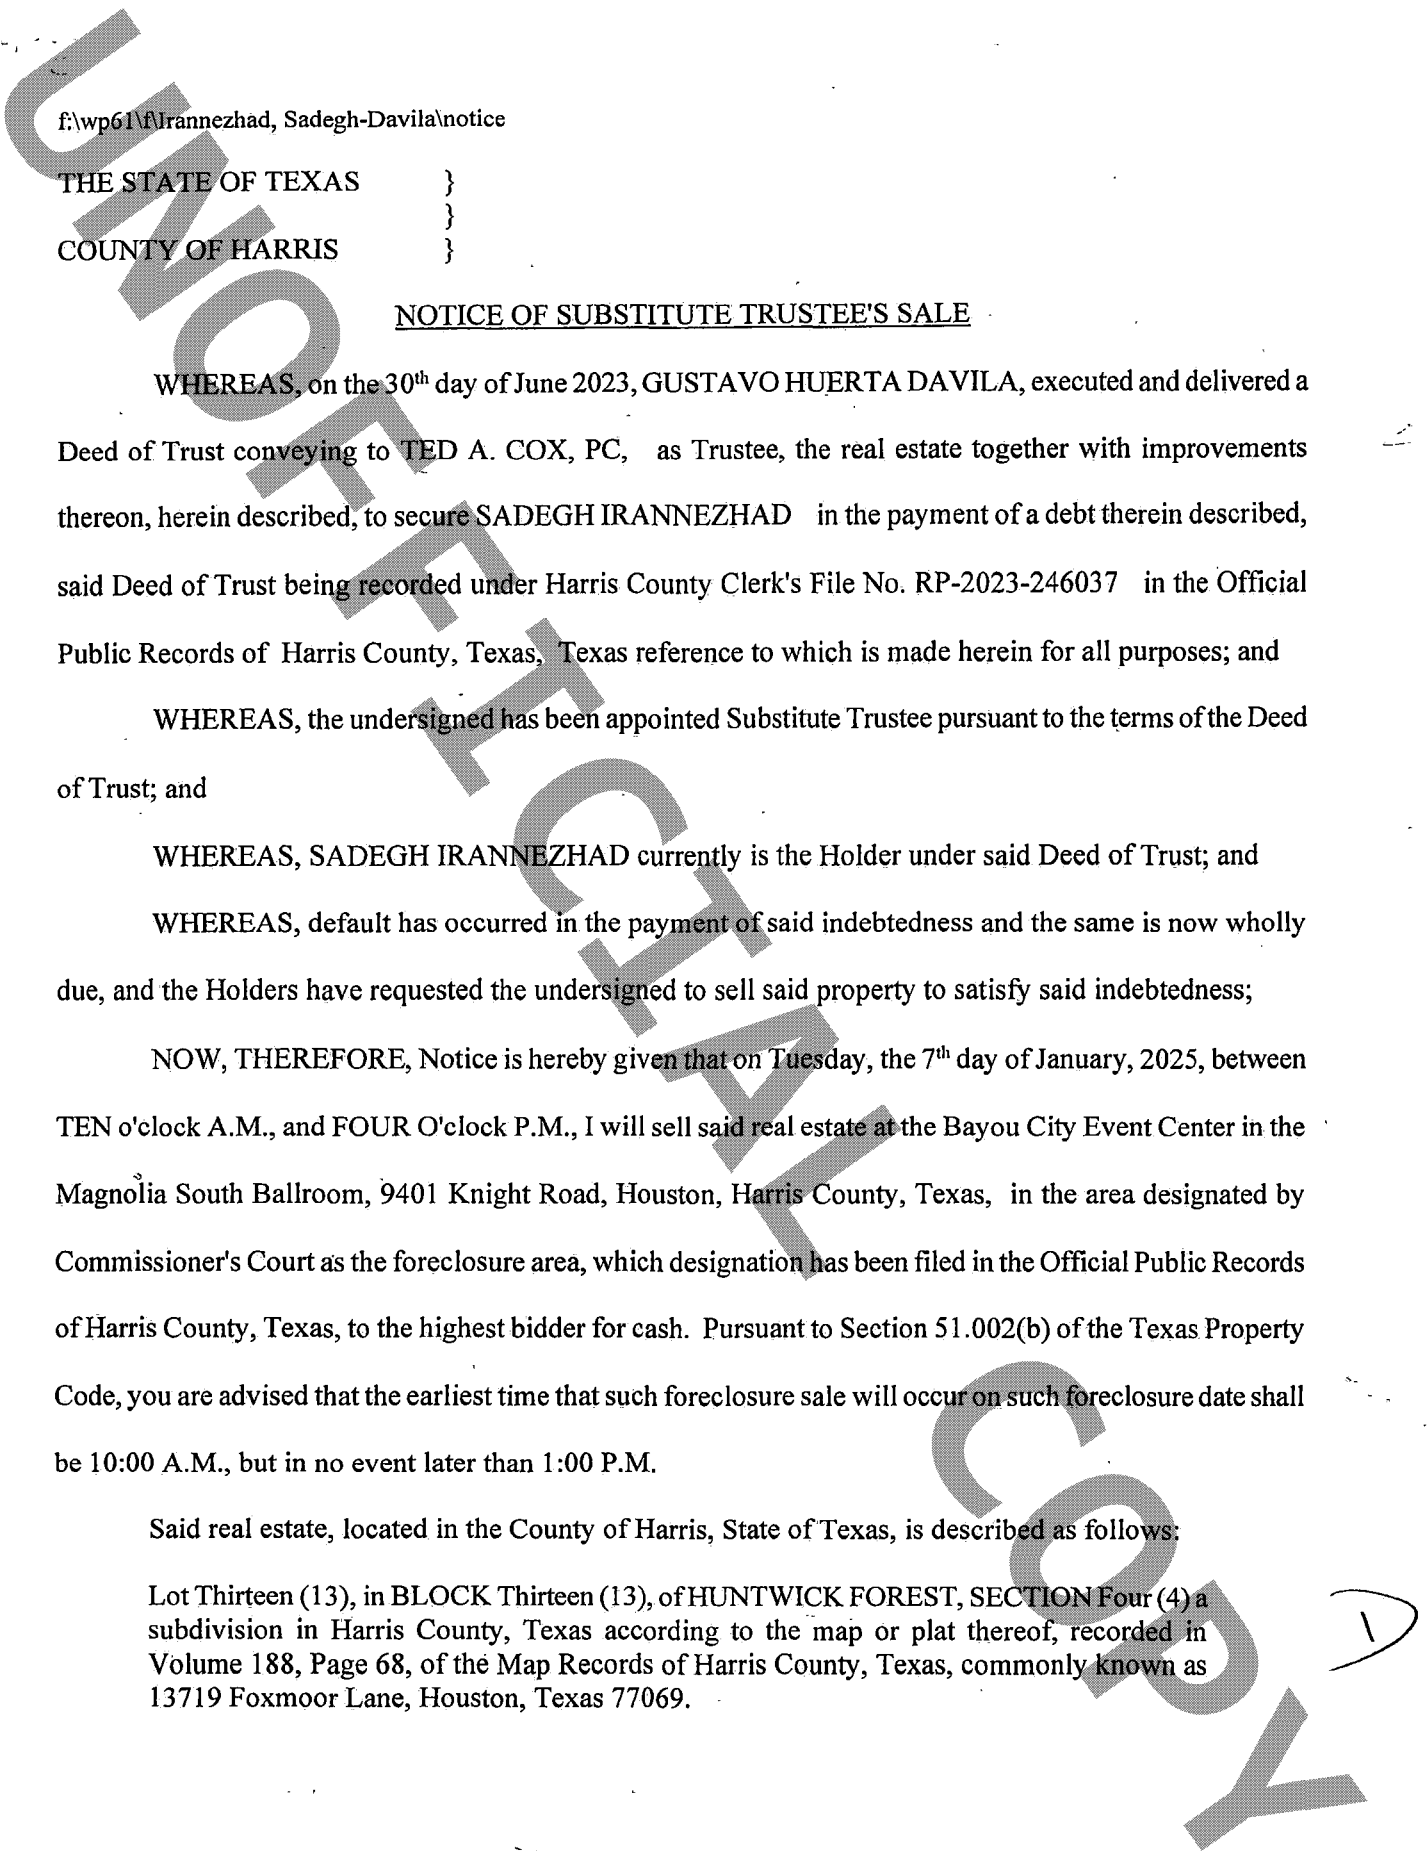 f:\wp61\f\Irannezhad, Sadegh-Davila\notice
THE STATE OF TEXAS }
}
COUNTY OF HARRIS }
NOTICE OF SUBSTITUTE TRUSTEE'S SALE
WHEREAS, on the 30th day of June 2023, GUSTAVO HUERTA DAVILA, executed and delivered a
Deed of Trust conveying to TED A. COX, PC, as Trustee, the real estate together with improvements
thereon, herein described, to secure SADEGH IRANNEZHAD in the payment of a debt therein described,
said Deed of Trust being recorded under Harris County Clerk's File No. RP-2023-246037 in the Official
Public Records of Harris County, Texas, Texas reference to which is made herein for all purposes; and
WHEREAS, the undersigned has been appointed Substitute Trustee pursuant to the terms of the Deed
of Trust; and
WHEREAS, SADEGH IRANNEZHAD currently is the Holder under said Deed of Trust; and
WHEREAS, default has occurred in the payment of said indebtedness and the same is now wholly
due, and the Holders have requested the undersigned to sell said property to satisfy said indebtedness;
NOW, THEREFORE, Notice is hereby given that on Tuesday, the 7th day of January, 2025, between
TEN o'clock A.M., and FOUR O'clock P.M., I will sell said real estate at the Bayou City Event Center in the
Magnolia South Ballroom, 9401 Knight Road, Houston, Harris County, Texas, in the area designated by
Commissioner's Court as the foreclosure area, which designation has been filed in the Official Public Records
of Harris County, Texas, to the highest bidder for cash. Pursuant to Section 51.002(b) of the Texas Property
Code, you are advised that the earliest time that such foreclosure sale will occur on such foreclosure date shall
be 10:00 A.M., but in no event later than 1:00 P.M.
Said real estate, located in the County of Harris, State of Texas, is described as follows:
Lot Thirteen (13), in BLOCK Thirteen (13), of HUNTWICK FOREST, SECTION Four (4) a
subdivision in Harris County, Texas according to the map or plat thereof, recorded in
Volume 188, Page 68, of the Map Records of Harris County, Texas, commonly known as
13719 Foxmoor Lane, Houston, Texas 77069.
UNOFFICIAL COPY